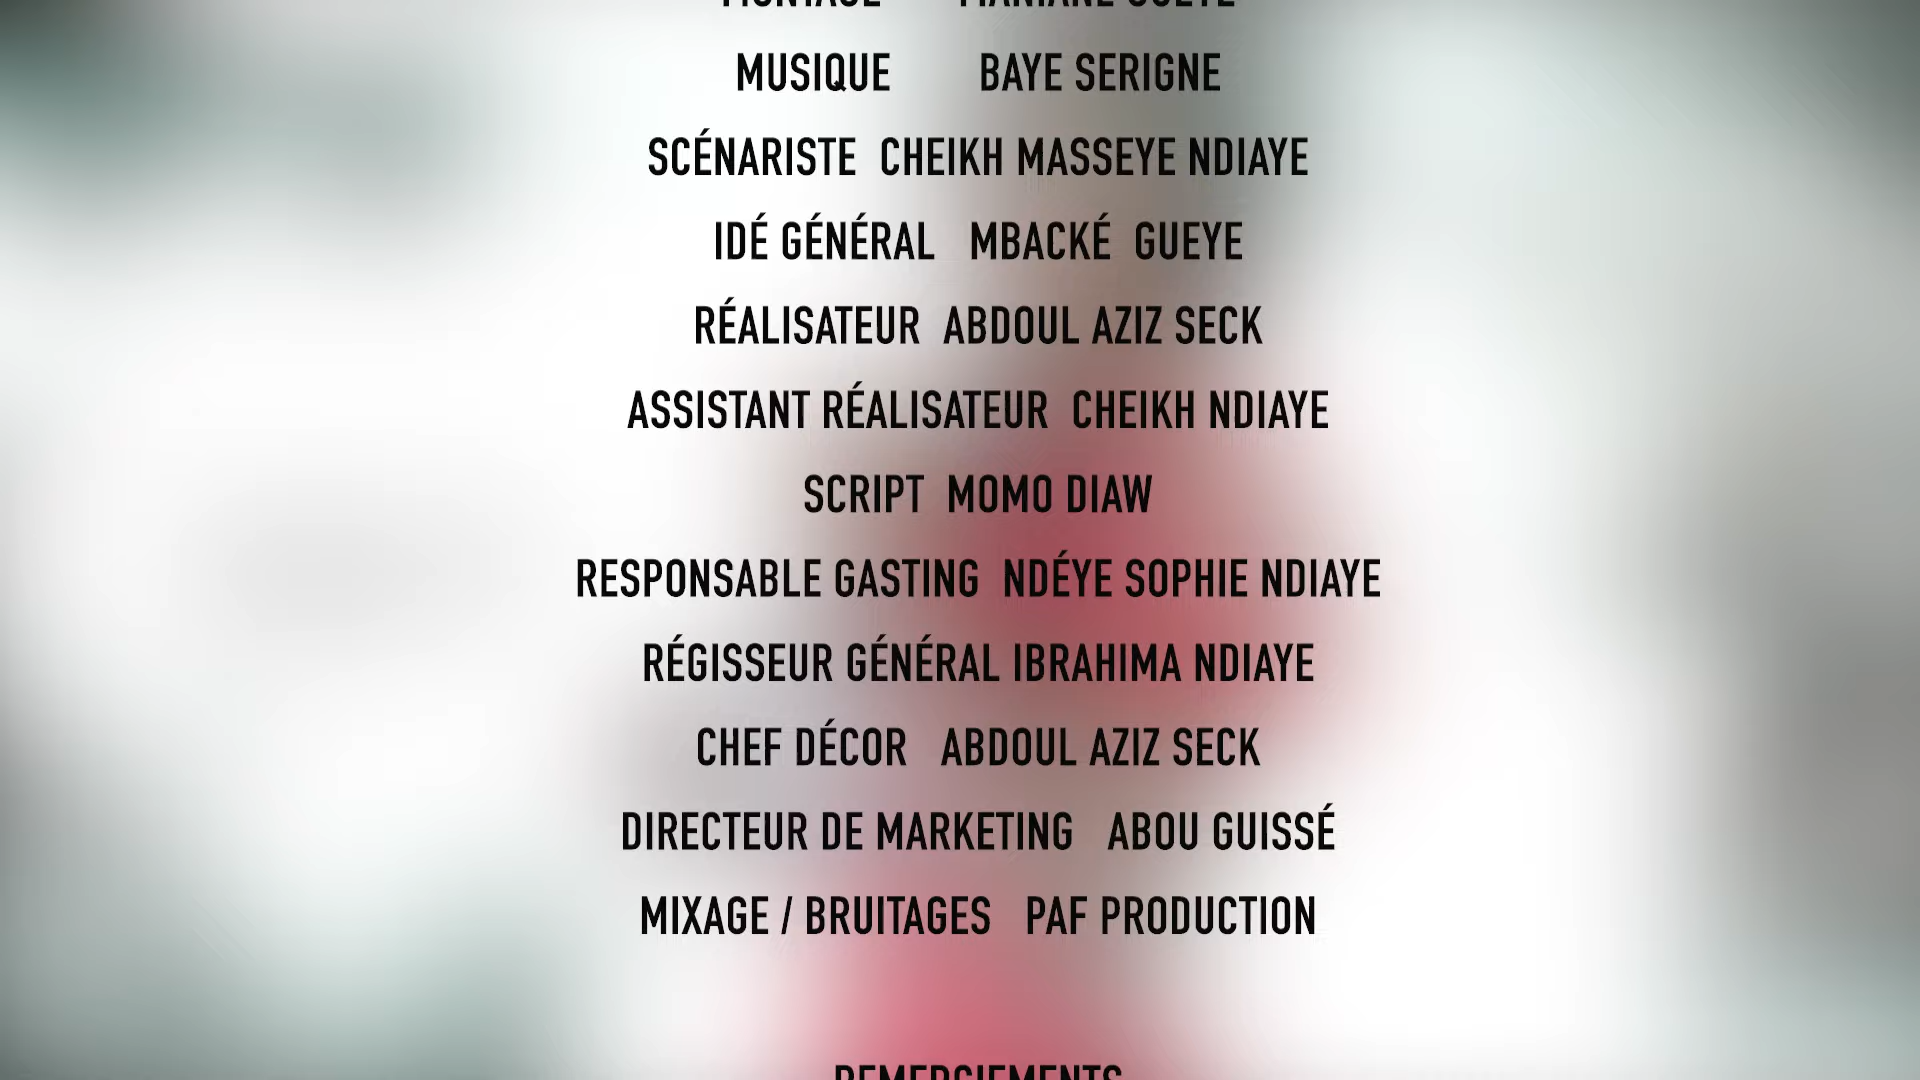 MUSIQUE BAYE SERIGNE
SCÉNARISTE CHEIKH MASSEYE NDIAYE
IDÉ GÉNÉRAL MBACKÉ GUEYE
RÉALISATEUR ABDOUL AZIZ SECK
ASSISTANT RÉALISATEUR CHEIKH NDIAYE
SCRIPT MOMO DIAW
RESPONSABLE GASTING NDÉYE SOPHIE NDIAYE
RÉGISSEUR GÉNÉRAL IBRAHIMA NDIAYE
CHEF DÉCOR ABDOUL AZIZ SECK
DIRECTEUR DE MARKETING ABOU GUISSÉ
MIXAGE / BRUITAGES PAF PRODUCTION
REMERCIEMENTS